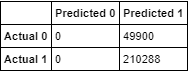 Predicted 0 Predicted 1
Actual 0 0 49900
Actual 1 0 210288